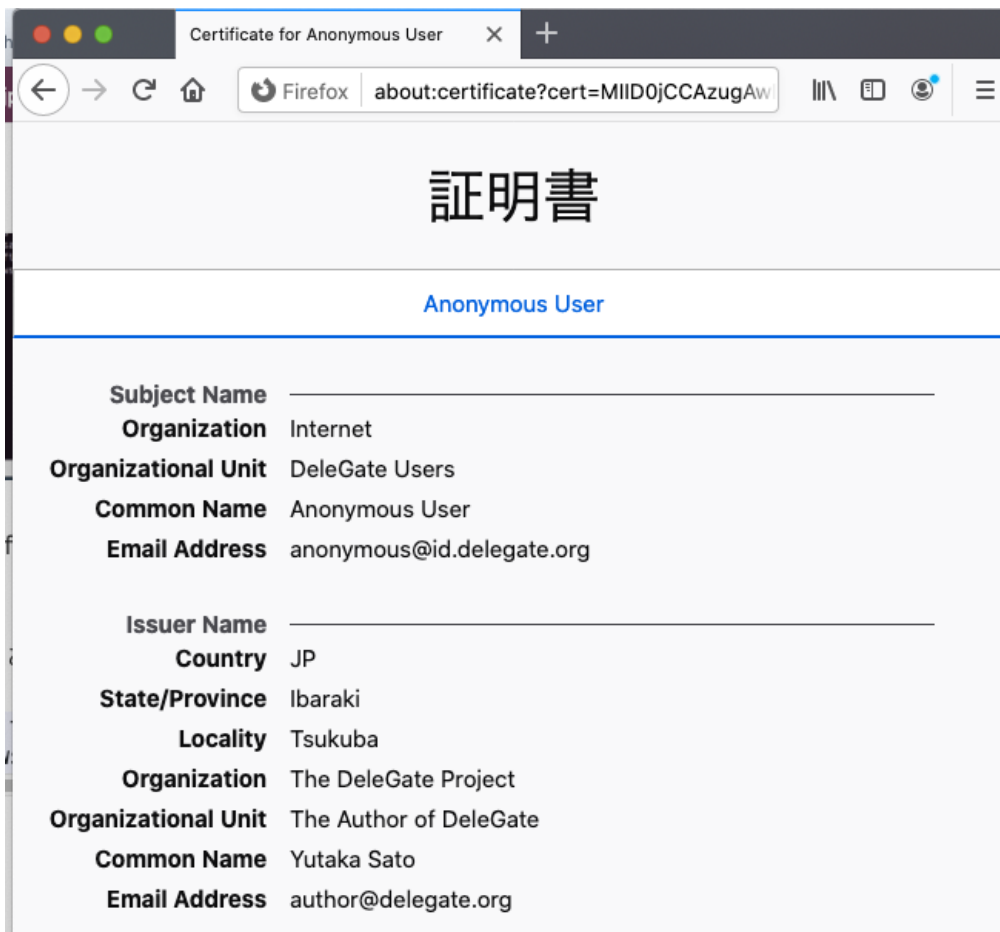 Certificate for Anonymous User
Firefox about:certificate?cert=MIID0jCCAzugAw
証明書
Anonymous User
Subject Name
Organization Internet
Organizational Unit DeleGate Users
Common Name Anonymous User
Email Address anonymous@id.delegate.org
Issuer Name
Country JP
State/Province Ibaraki
Locality Tsukuba
Organization The DeleGate Project
Organizational Unit The Author of DeleGate
Common Name Yutaka Sato
Email Address author@delegate.org